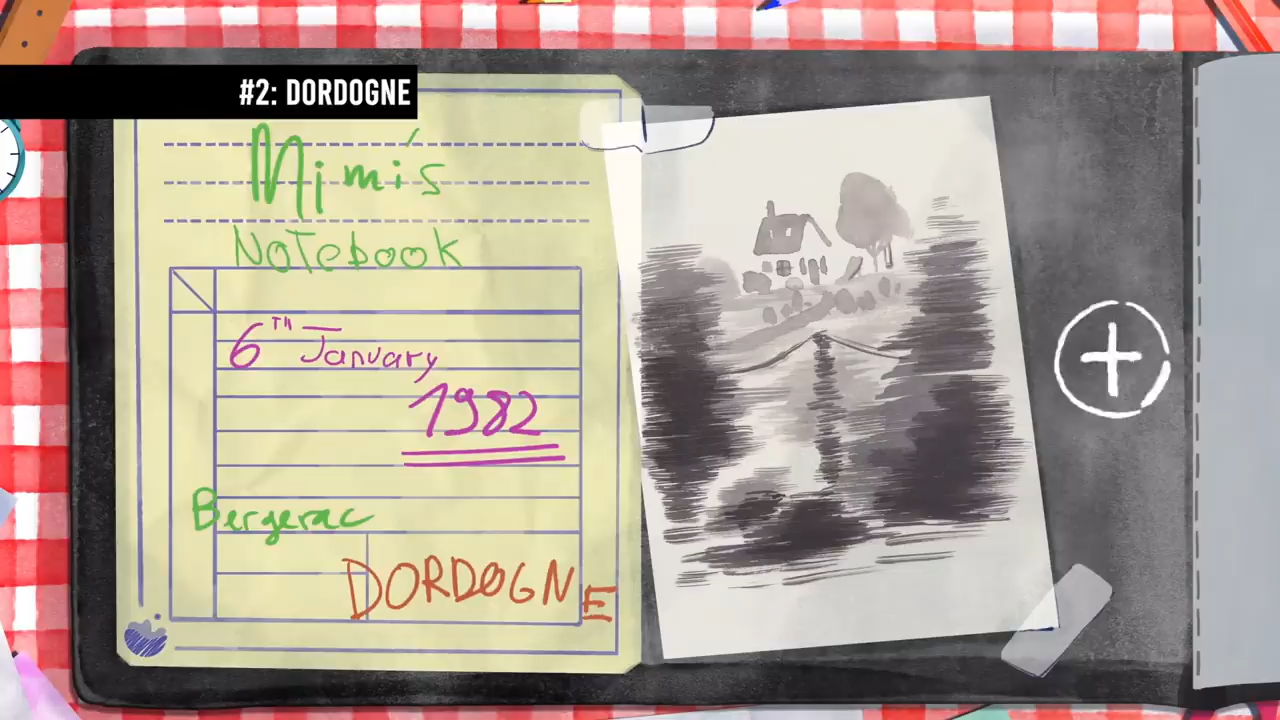 #2: DORDOGNE
Mimi's
Notebook
6TH January
1982
Bergerac
DORDOGNE